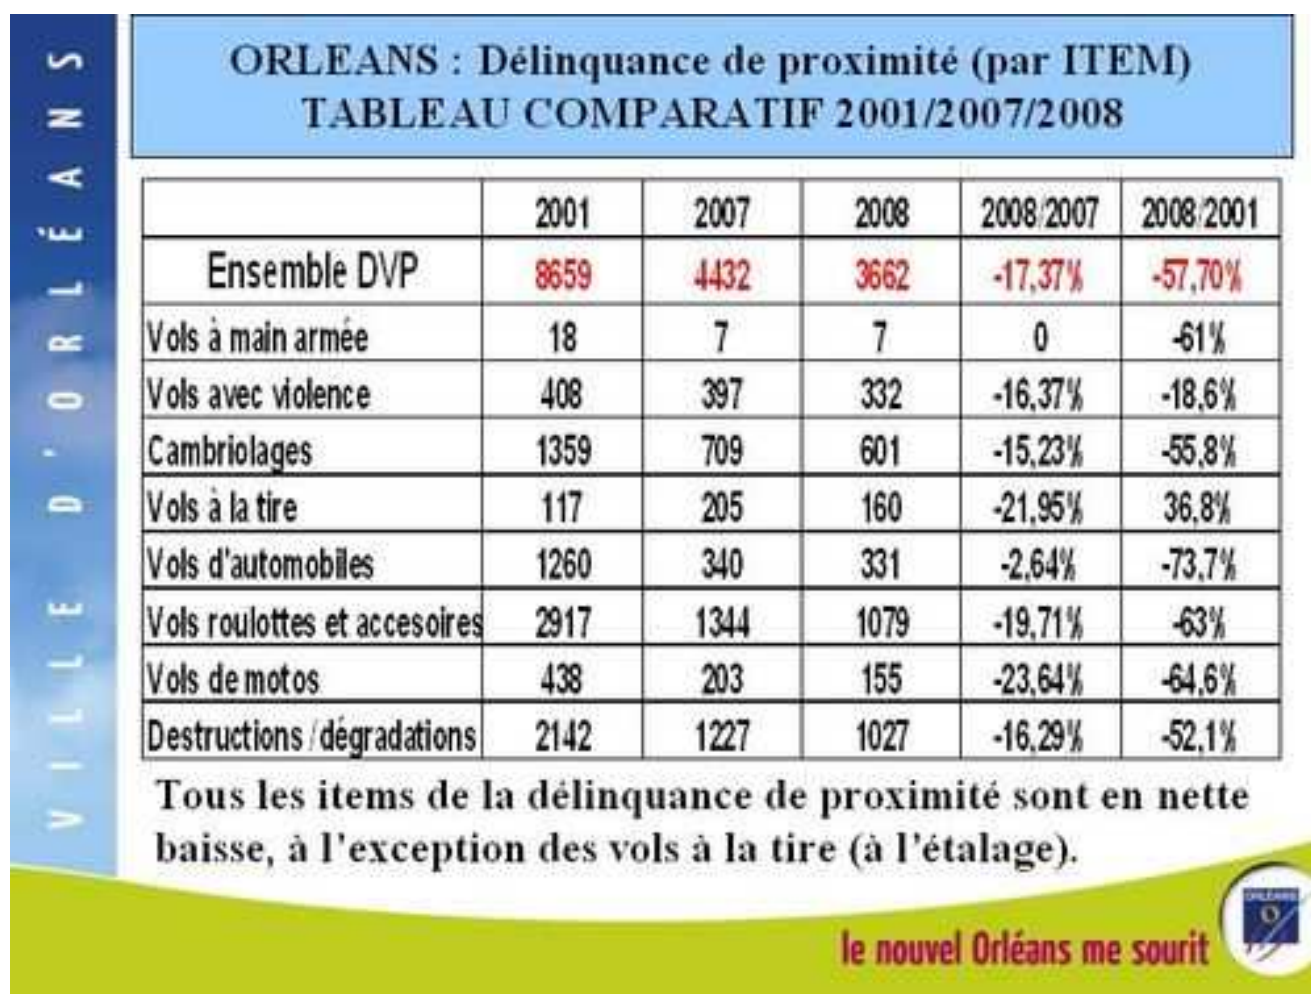 VILLE D'ORLÉANS
ORLEANS : Délinquance de proximité (par ITEM)
TABLEAU COMPARATIF 2001/2007/2008
2001 2007 2008 2008/2007 2008/2001
Ensemble DVP 8659 4432 3662 -17,37% -57,70%
Vols à main armée 18 7 7 0 -61%
Vols avec violence 408 397 332 -16,37% -18,6%
Cambriolages 1359 709 601 -15,23% -55,8%
Vols à la tire 117 205 160 -21,95% 36,8%
Vols d'automobiles 1260 340 331 -2,64% -73,7%
Vols roulottes et accesoires 2917 1344 1079 -19,71% -63%
Vols de motos 438 203 155 -23,64% -64,6%
Destructions/dégradations 2142 1227 1027 -16,29% -52,1%
Tous les items de la délinquance de proximité sont en nette
baisse, à l'exception des vols à la tire (à l'étalage).
ORLÉANS
le nouvel Orléans me sourit